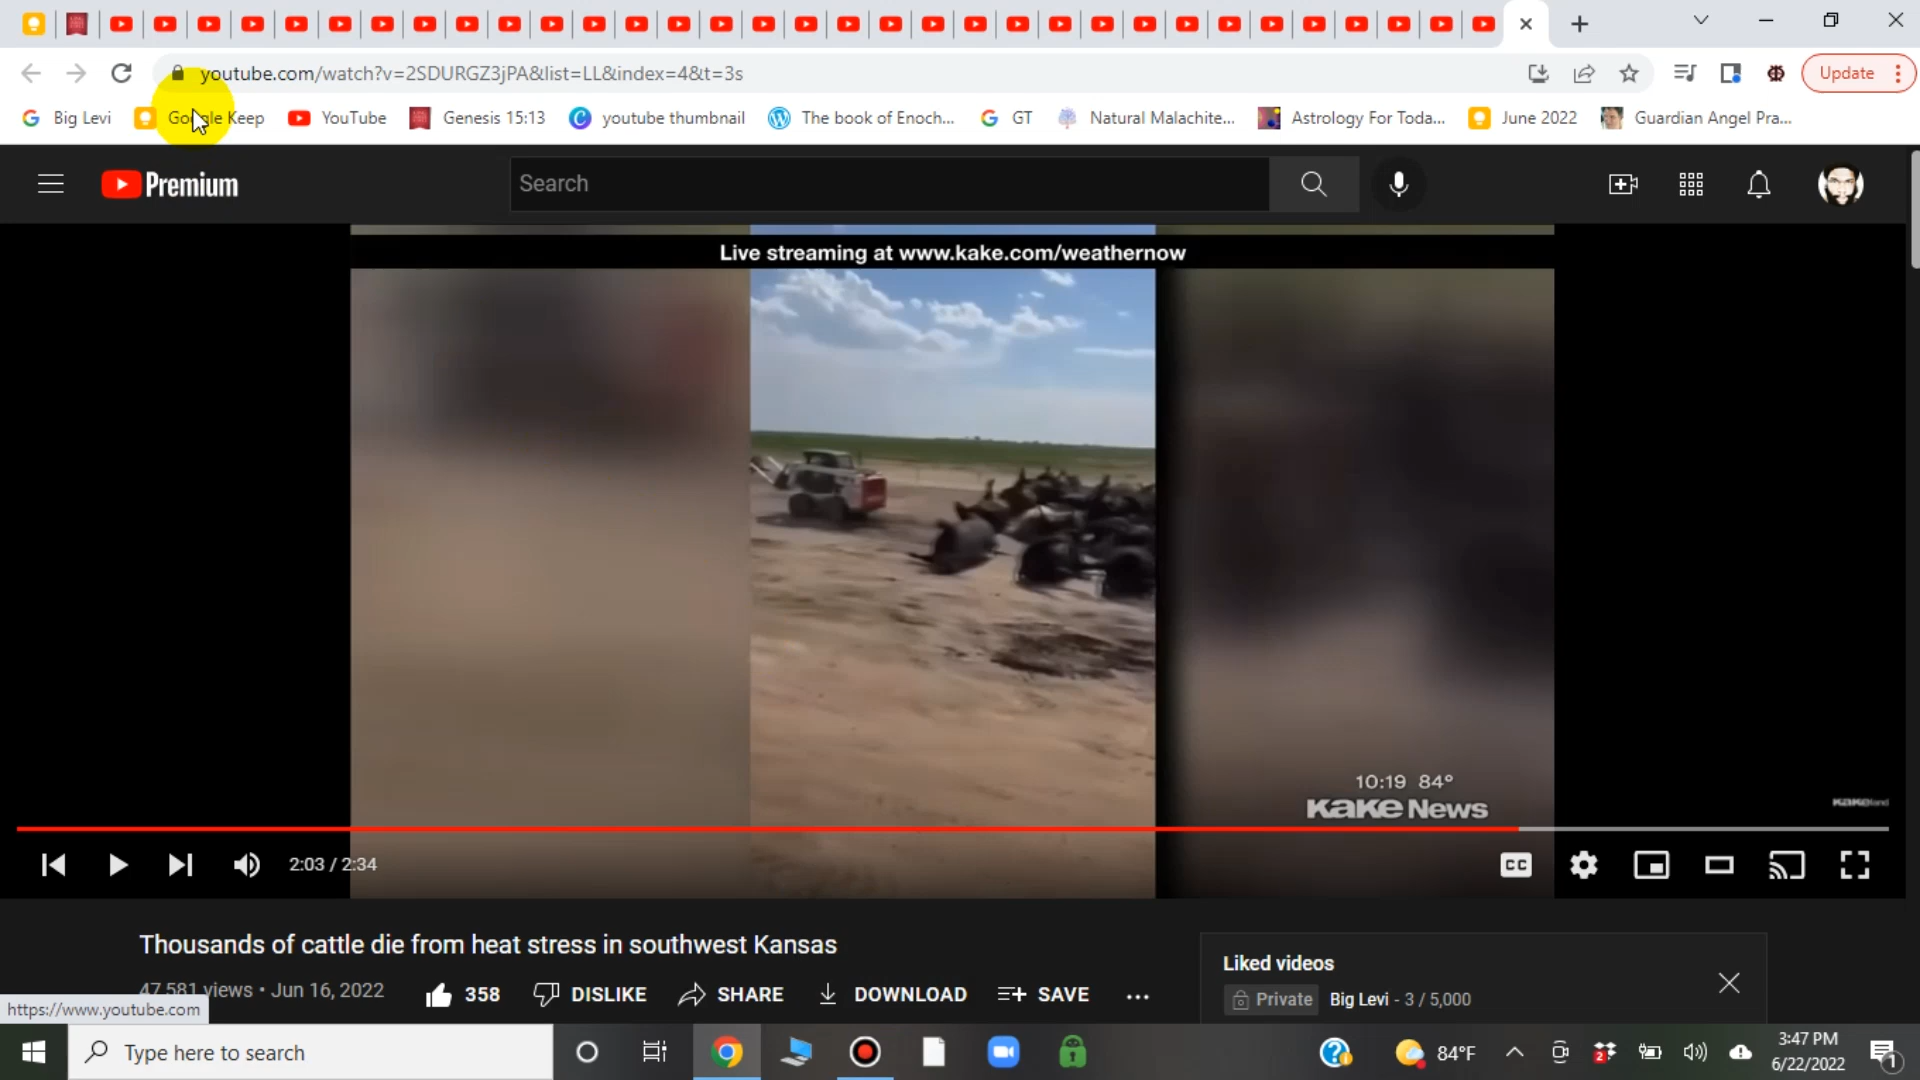 youtube.com/watch?v=2SDURGZ3jPA&list=LL&index=4&t=3s
Update
Big Levi
Google Keep
YouTube
Genesis 15:13
youtube thumbnail
The book of Enoch...
GT
Natural Malachite...
Astrology For Toda...
June 2022
Guardian Angel Pra...
Premium
Search
Live streaming at www.kake.com/weathernow
10:19 84°
KaKe News
KaKeland
2:03 / 2:34
CC
Thousands of cattle die from heat stress in southwest Kansas
47,581 views • Jun 16, 2022
358
DISLIKE
SHARE
DOWNLOAD
SAVE
Liked videos
Private
Big Levi - 3 / 5,000
https://www.youtube.com
Type here to search
2
84°F
3:47 PM
6/22/2022
1